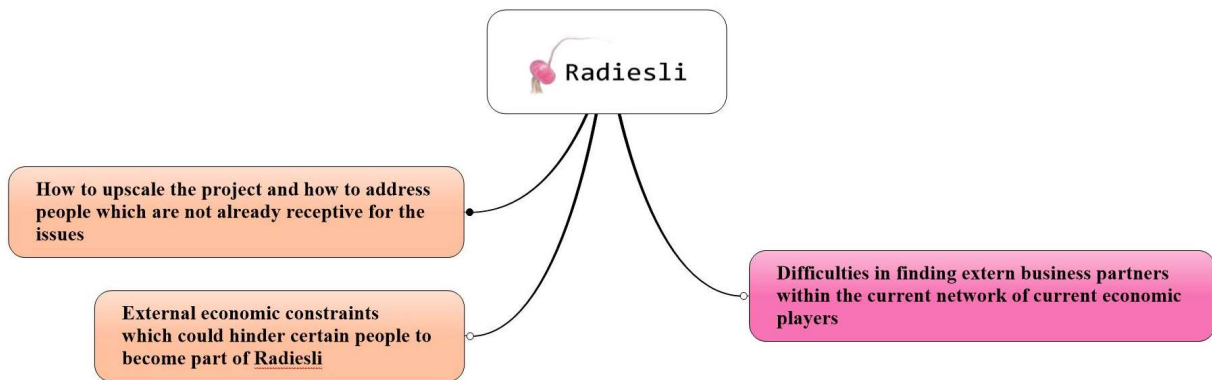 Radiesli
How to upscale the project and how to address
people which are not already receptive for the
issues
External economic constraints
which could hinder certain people to
become part of Radiesli
Difficulties in finding extern business partners
within the current network of current economic
players